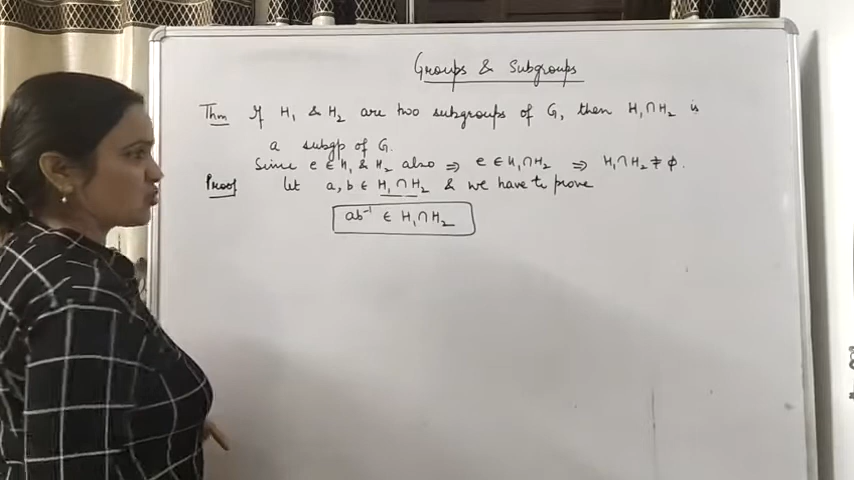 Groups & Subgroups
Thm If H₁ & H₂ are two subgroups of G, then H₁∩H₂ is
a subgp of G.
Since e ∈ H₁ & H₂ also ⇒ e ∈ H₁∩H₂ ⇒ H₁∩H₂ ≠ ϕ.
Proof let a, b ∈ H₁∩H₂ & we have to prove
ab⁻¹ ∈ H₁∩H₂